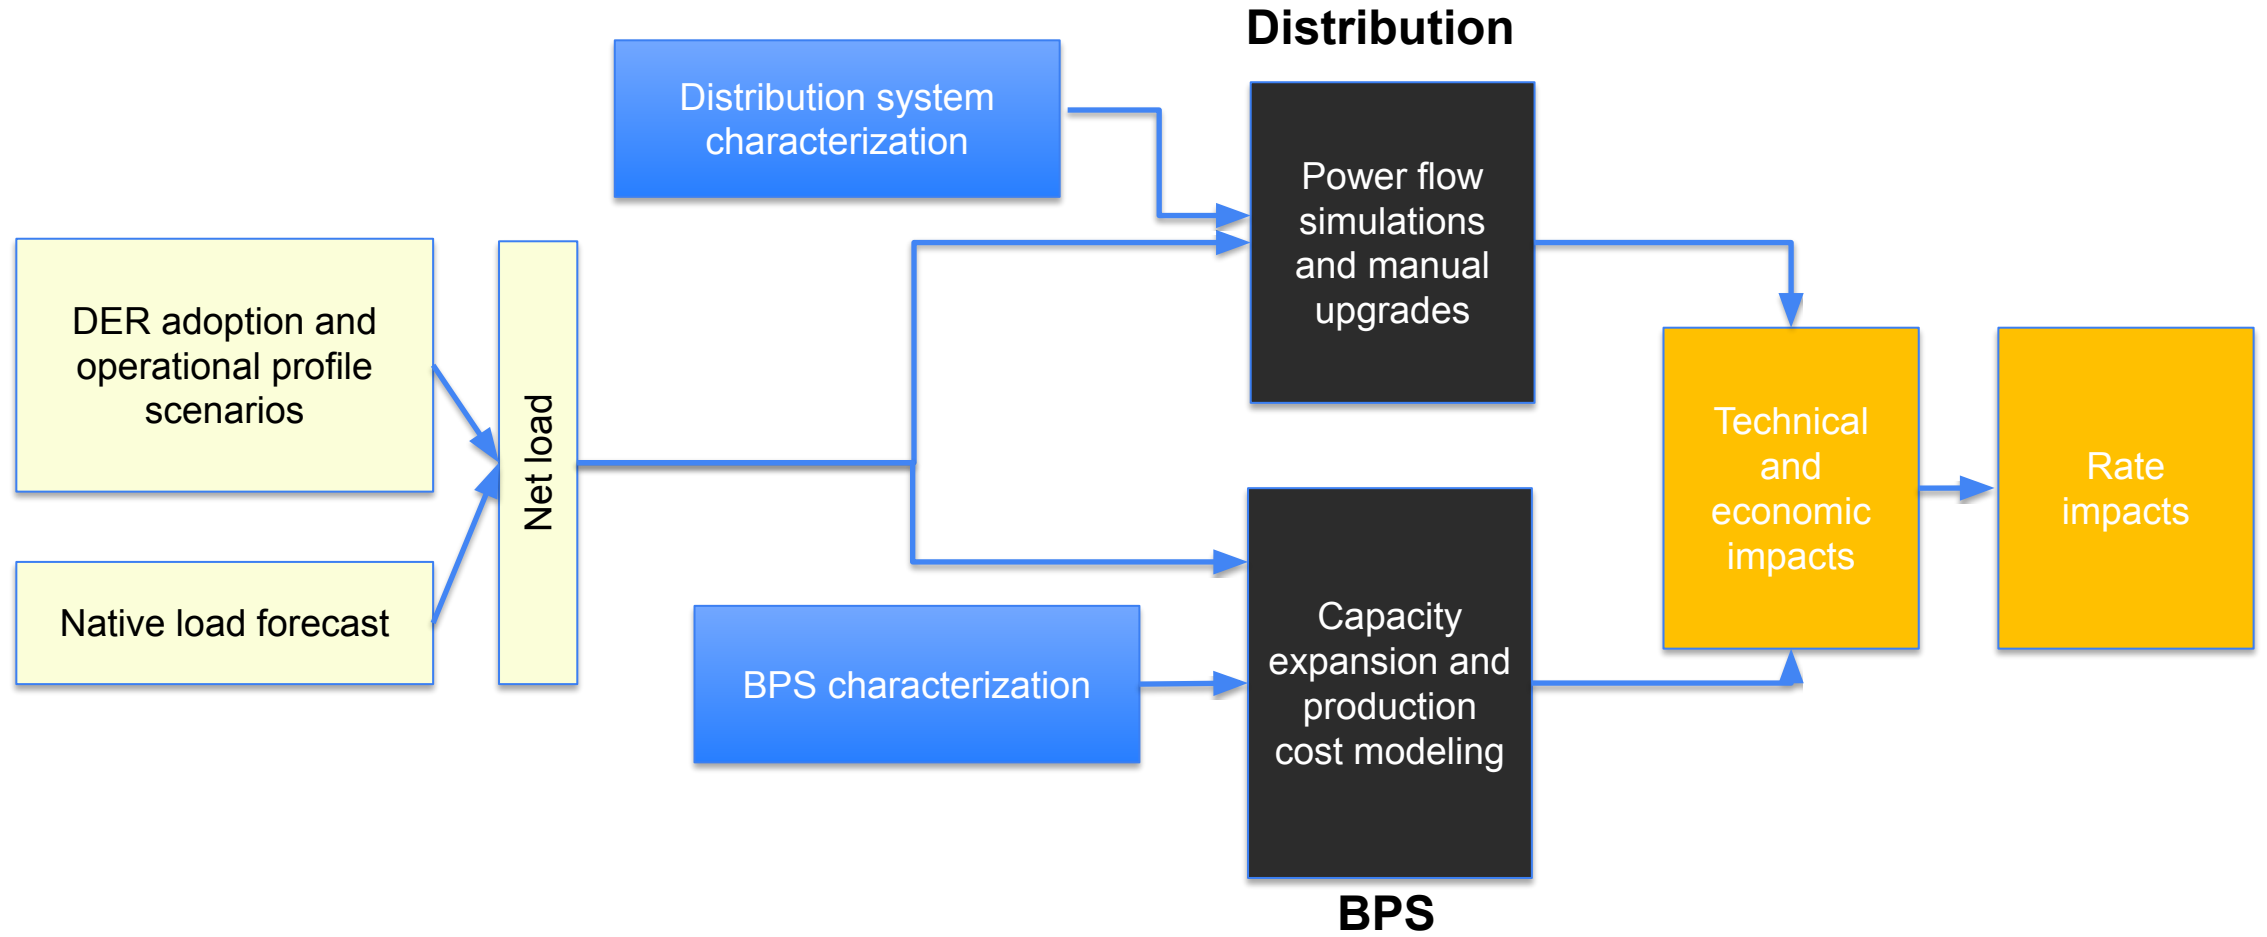 Distribution
Distribution system
characterization
Power flow
simulations
and manual
upgrades
DER adoption and
operational profile
scenarios
Net load
Native load forecast
BPS characterization
Capacity
expansion and
production
cost modeling
BPS
Technical
and
economic
impacts
Rate
impacts